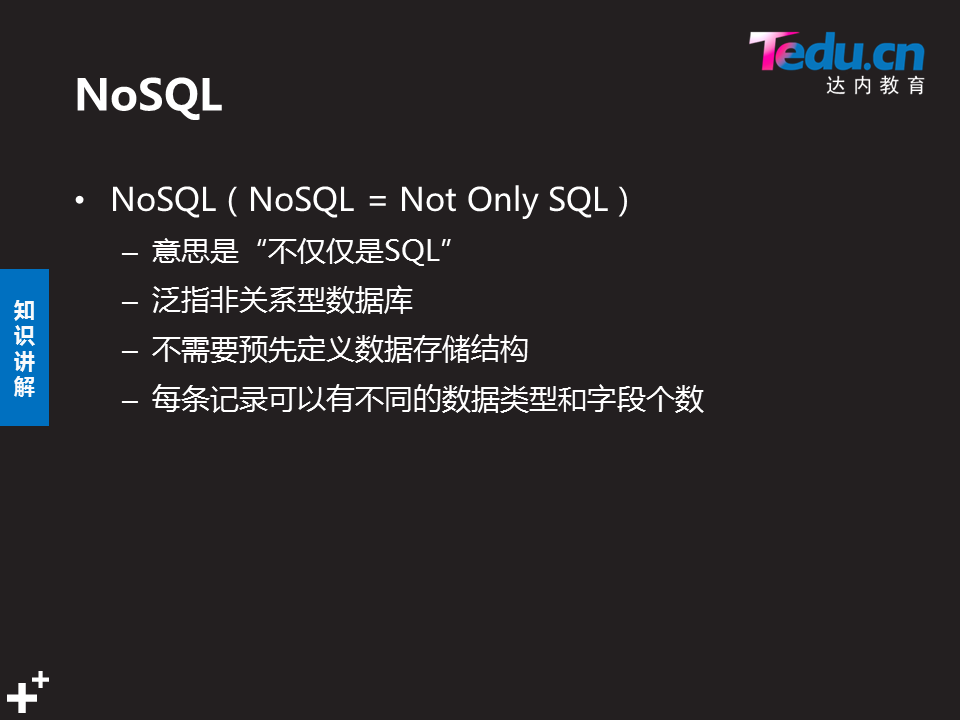 Tedu.cn
达内教育
NoSQL
• NoSQL（NoSQL = Not Only SQL）
– 意思是“不仅仅是SQL”
– 泛指非关系型数据库
– 不需要预先定义数据存储结构
– 每条记录可以有不同的数据类型和字段个数
知
识
讲
解